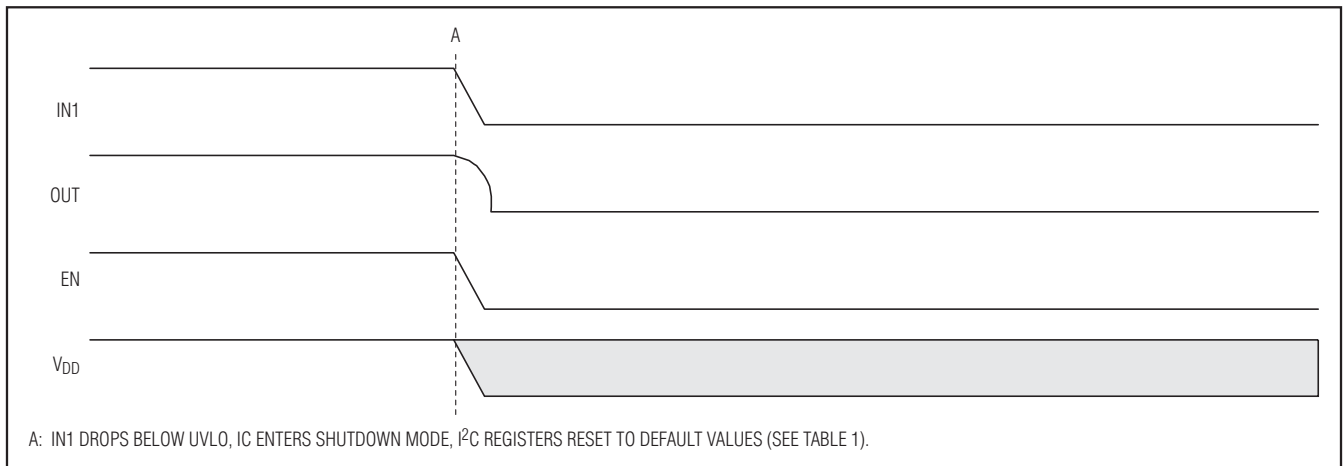 A
IN1
OUT
EN
VDD
A: IN1 DROPS BELOW UVLO, IC ENTERS SHUTDOWN MODE, I2C REGISTERS RESET TO DEFAULT VALUES (SEE TABLE 1).